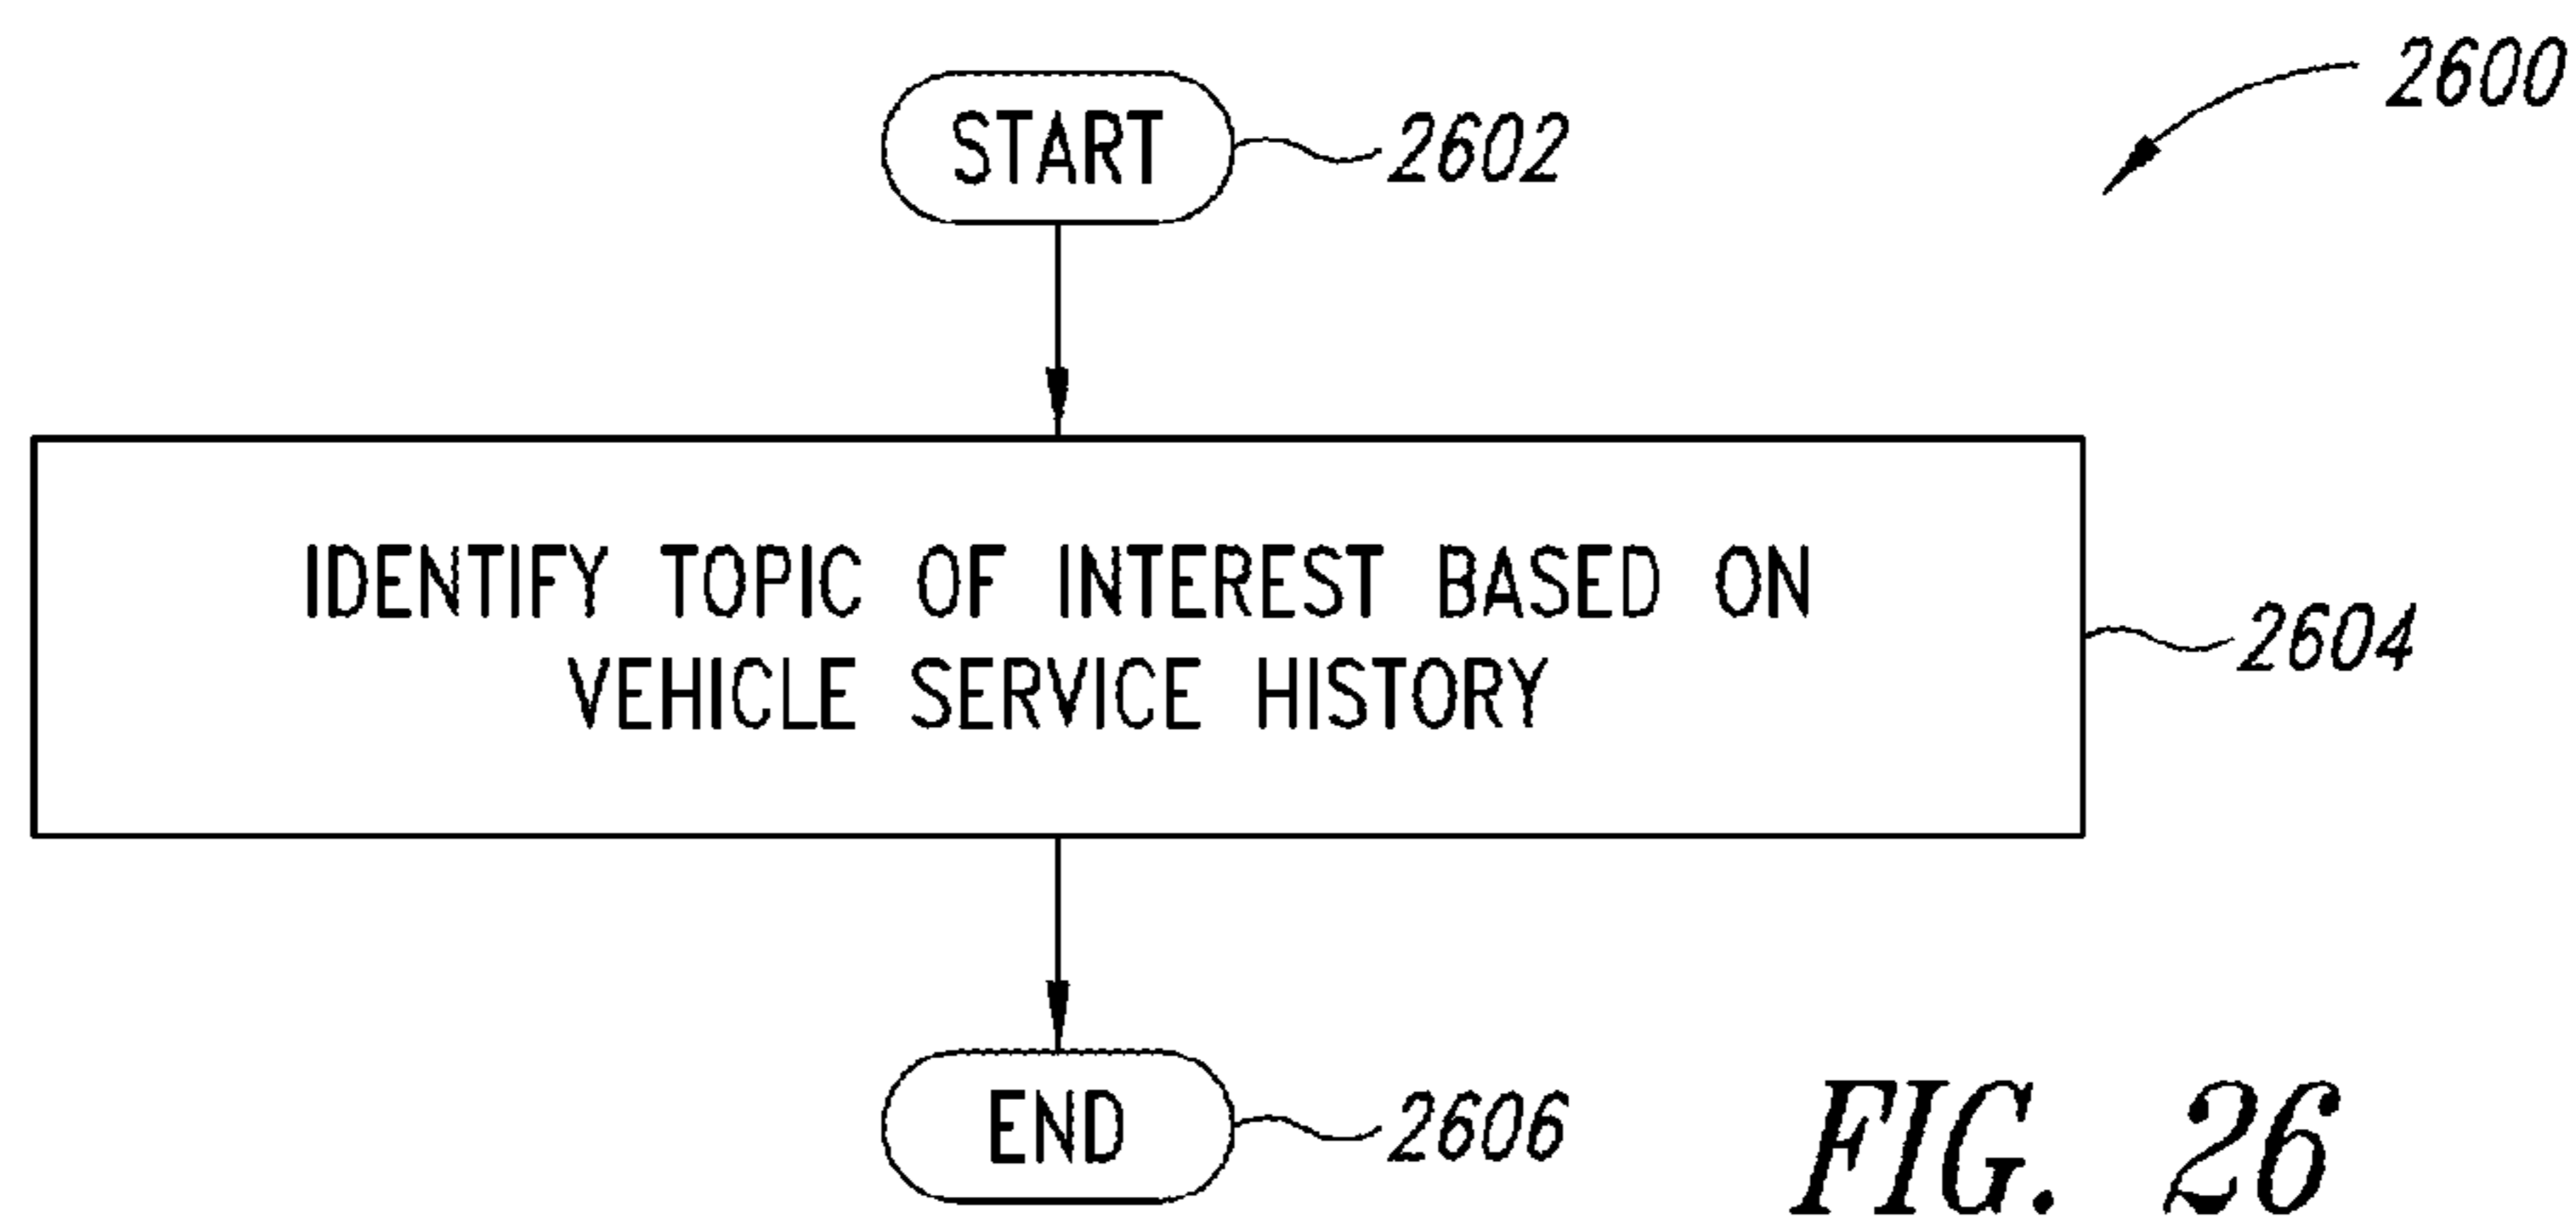 2600
START
2602
IDENTIFY TOPIC OF INTEREST BASED ON
VEHICLE SERVICE HISTORY
2604
END
2606
FIG. 26